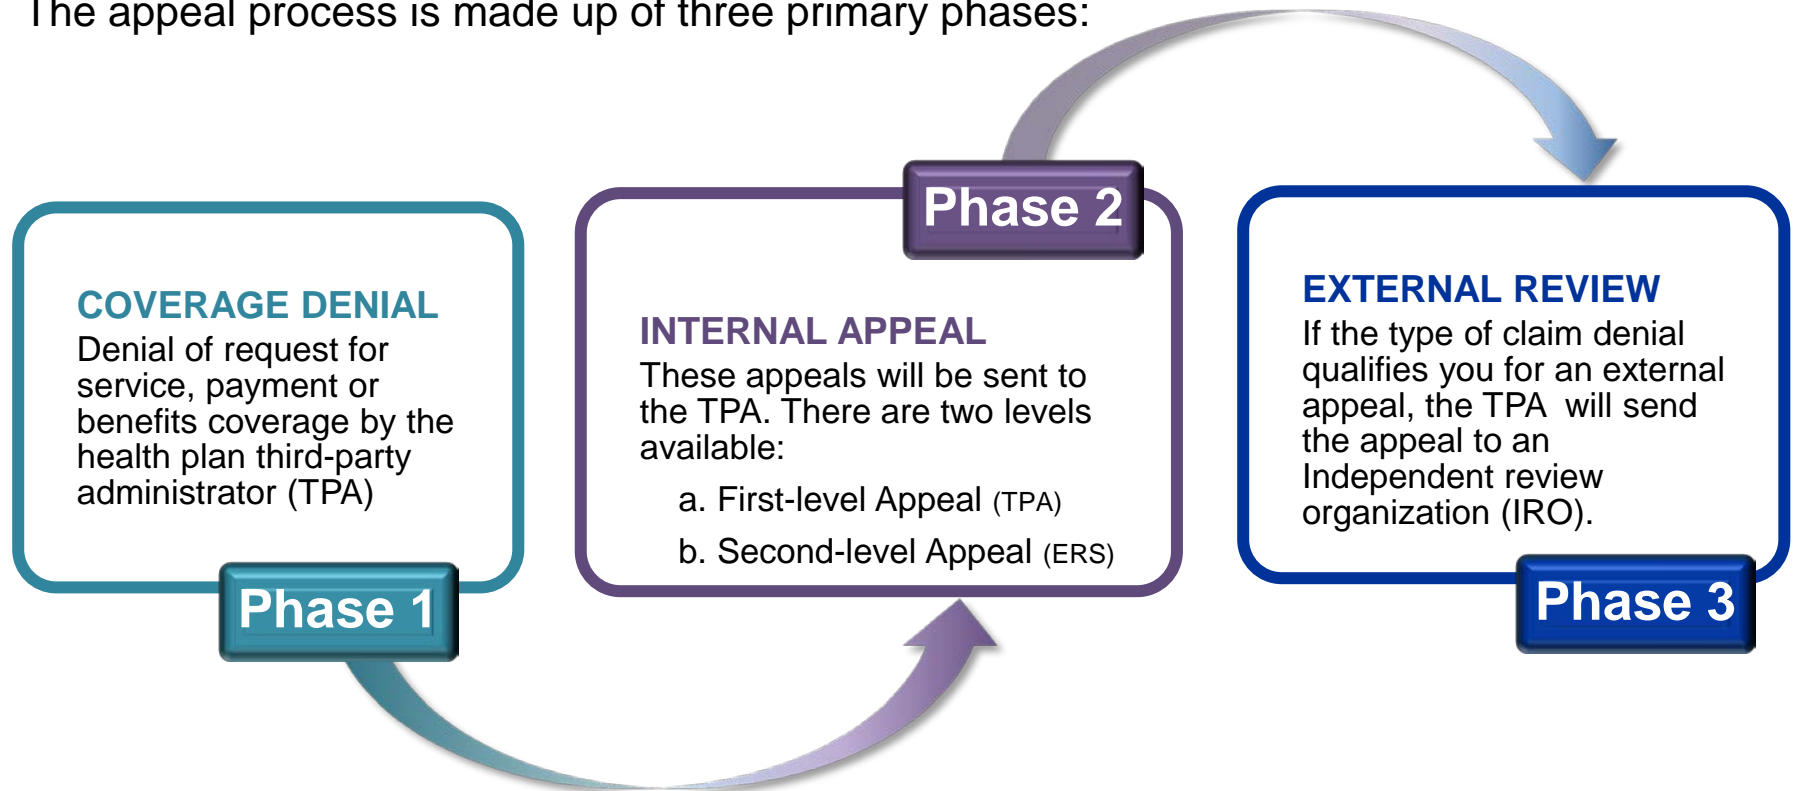 The appeal process is made up of three primary phases:
Phase 1
COVERAGE DENIAL
Denial of request for
service, payment or
benefits coverage by the
health plan third-party
administrator (TPA)
Phase 2
INTERNAL APPEAL
These appeals will be sent to
the TPA. There are two levels
available:
a. First-level Appeal (TPA)
b. Second-level Appeal (ERS)
Phase 3
EXTERNAL REVIEW
If the type of claim denial
qualifies you for an external
appeal, the TPA  will send
the appeal to an
Independent review
organization (IRO).